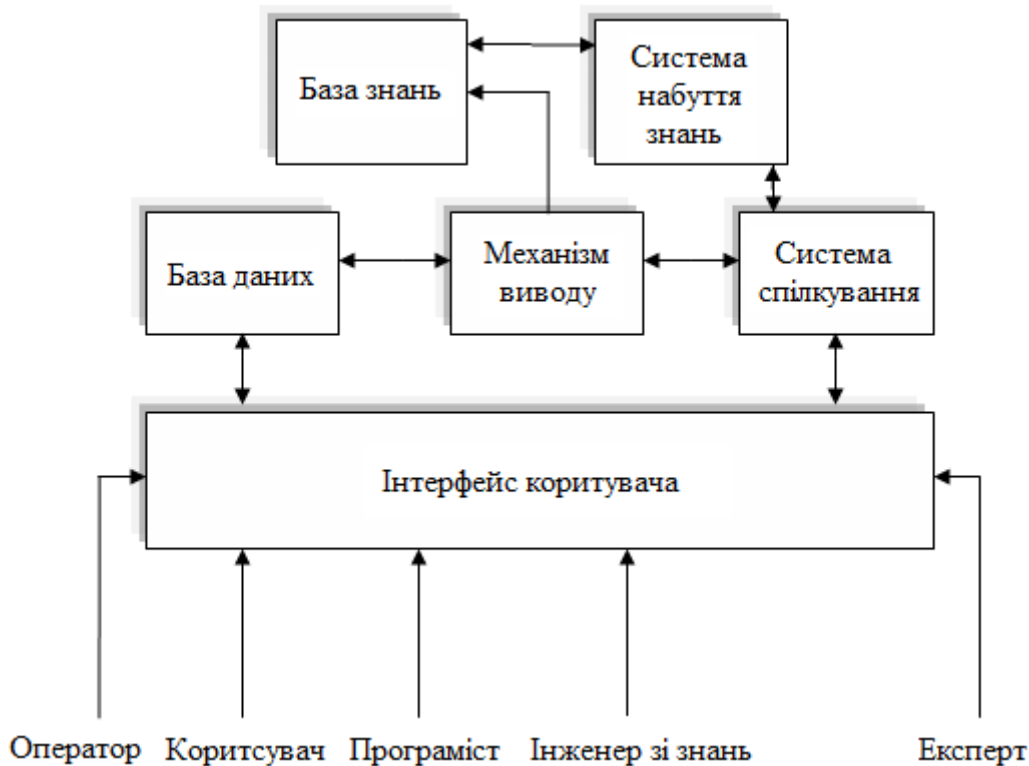 База знань
Система
набуття
знань
База даних
Механізм
виводу
Система
спілкування
Інтерфейс коритувача
Оператор
Коритсувач
Програміст
Інженер зі знань
Експерт